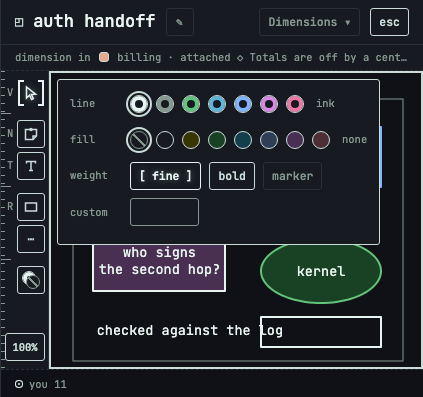 auth handoff
Dimensions
esc
dimension in billing · attached ◇ Totals are off by a cent…
V
N
T
R
line ink
fill none
weight [ fine ] bold marker
custom
who signs
the second hop?
kernel
checked against the log
100%
you 11